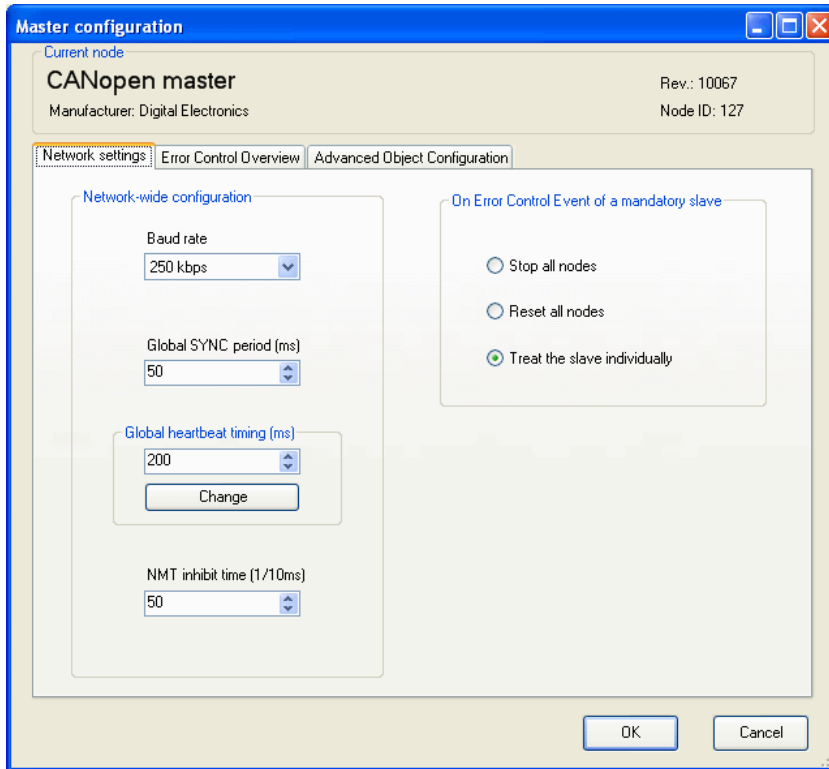 Master configuration
Current node
CANopen master
Rev.: 10067
Manufacturer: Digital Electronics
Node ID: 127
Network settings
Error Control Overview
Advanced Object Configuration
Network-wide configuration
On Error Control Event of a mandatory slave
Baud rate
250 kbps
Stop all nodes
Reset all nodes
Global SYNC period (ms)
Treat the slave individually
50
Global heartbeat timing (ms)
200
Change
NMT inhibit time (1/10ms)
50
OK
Cancel